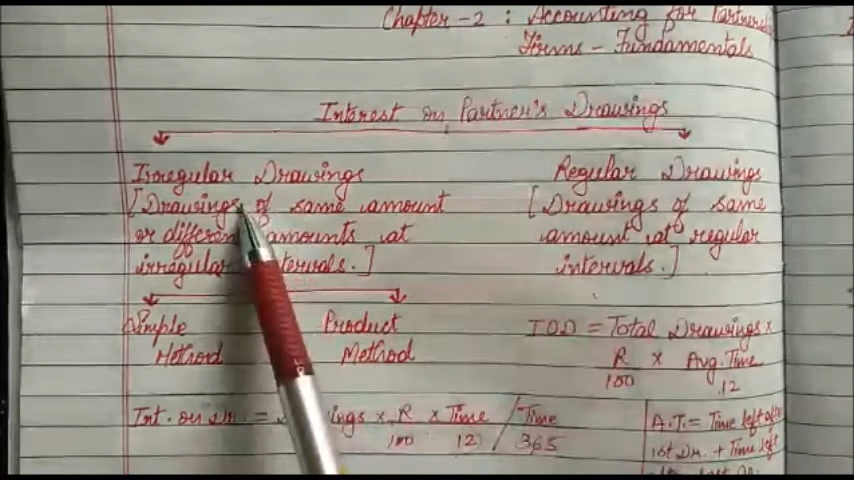 Chapter-2 : Accounting for
Firms - Fundamentals
Interest on Partner's Drawings
Irregular Drawings
[Drawings of same amount
or different amounts at
irregular intervals.]
Regular Drawings
[Drawings of same
amount at regular
intervals.]
Simple
Method
Product
Method
IOD = Total Drawings ×
R/100 × Avg. Time/12
Int. on Dr. = × R/100 × Time/12 / Time/365
A.T. = Time left after
1st Dr. + Time left